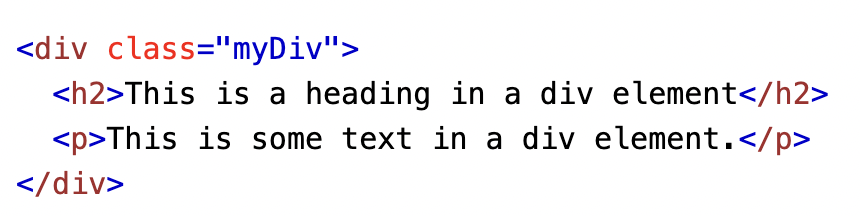 <div class="myDiv">
  <h2>This is a heading in a div element</h2>
  <p>This is some text in a div element.</p>
</div>